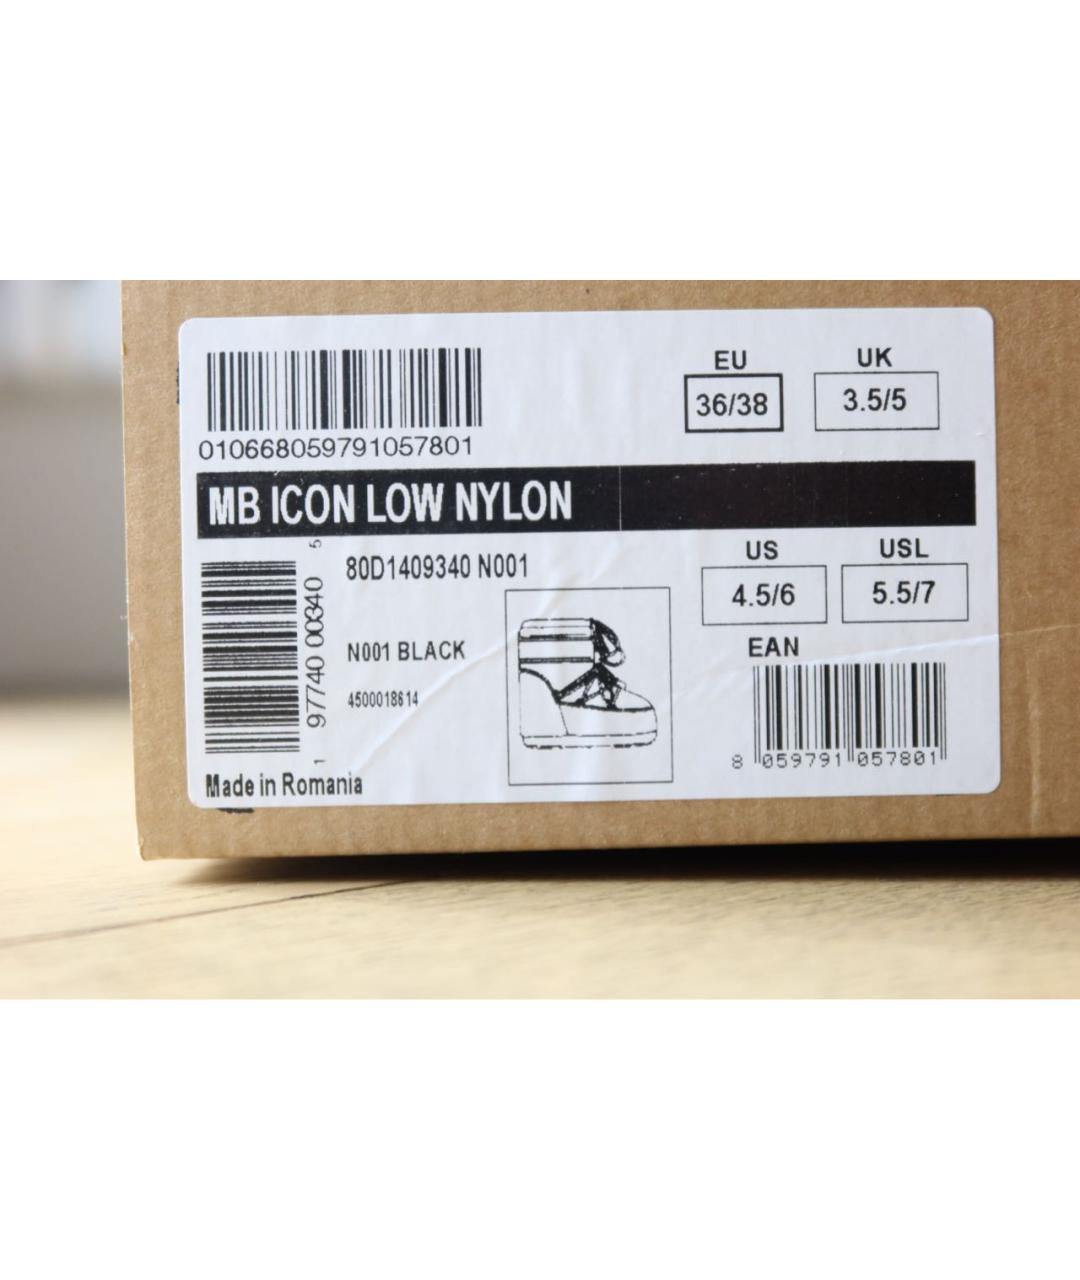 EU UK
36/38 3.5/5
010668059791057801
MB ICON LOW NYLON
80D1409340 N001
US USL
4.5/6 5.5/7
N001 BLACK
EAN
4500018614
1 97740 00340 5
8 059791 057801
Made in Romania